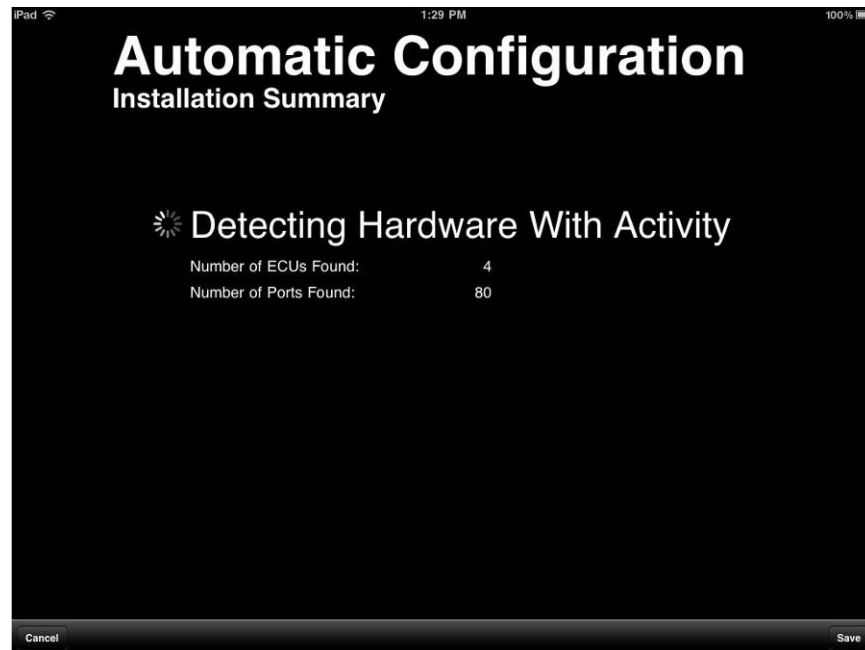 iPad 1:29 PM 100%
Automatic Configuration
Installation Summary
Detecting Hardware With Activity
Number of ECUs Found: 4
Number of Ports Found: 80
Cancel Save